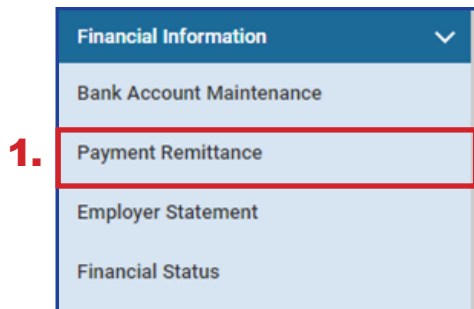 Financial Information
Bank Account Maintenance
1. Payment Remittance
Employer Statement
Financial Status